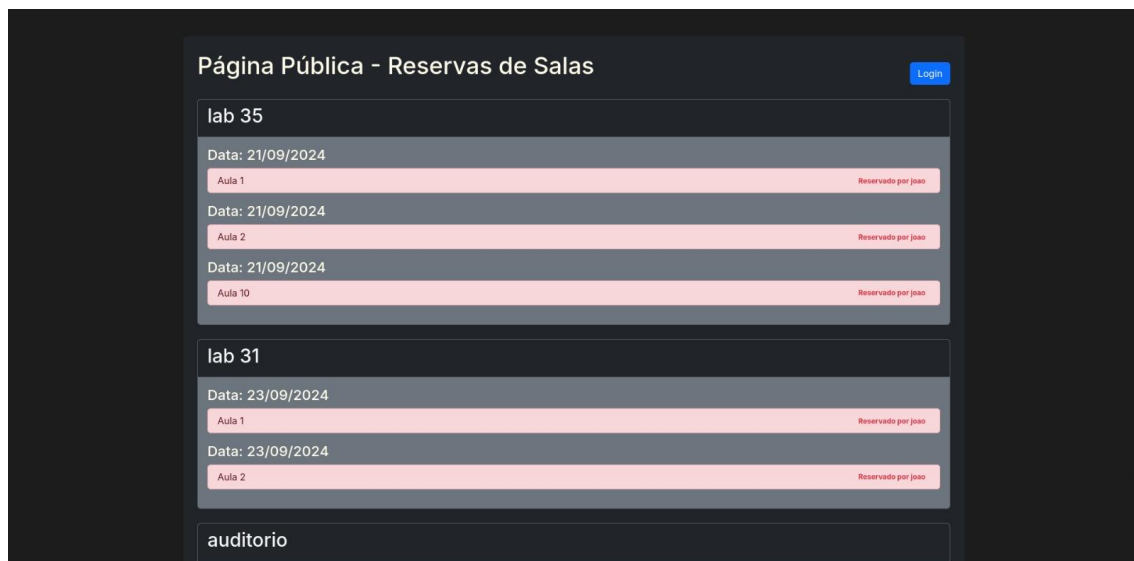 Página Pública - Reservas de Salas
Login
lab 35
Data: 21/09/2024
Aula 1 Reservado por joao
Data: 21/09/2024
Aula 2 Reservado por joao
Data: 21/09/2024
Aula 10 Reservado por joao
lab 31
Data: 23/09/2024
Aula 1 Reservado por joao
Data: 23/09/2024
Aula 2 Reservado por joao
auditorio